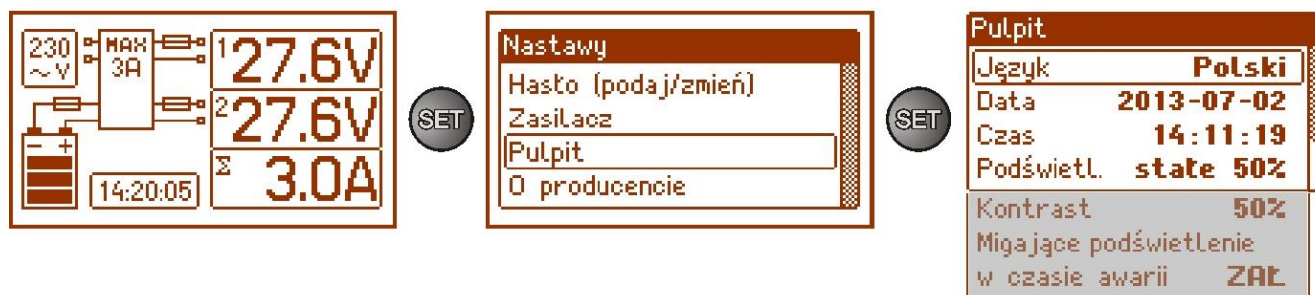 230
~V
MAX
3A
1 27.6V
2 27.6V
Σ 3.0A
- +
14:20:05
SET
Nastawy
Hasło (podaj/zmień)
Zasilacz
Pulpit
O producencie
SET
Pulpit
Język Polski
Data 2013-07-02
Czas 14:11:19
Podświetl. stałe 50%
Kontrast 50%
Migające podświetlenie
w czasie awarii ZAŁ